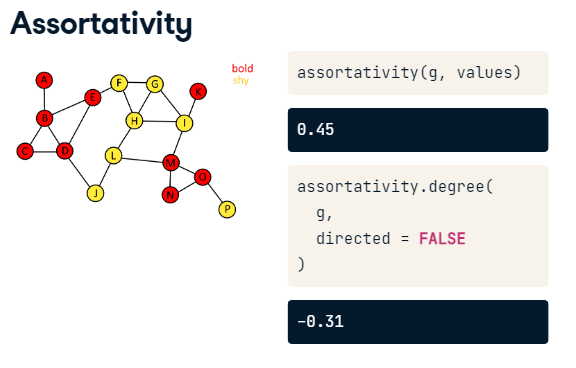 Assortativity
A
B
C
D
E
F
G
H
I
J
K
L
M
N
O
P
bold
shy
assortativity(g, values)
0.45
assortativity.degree(
g,
directed = FALSE
)
-0.31